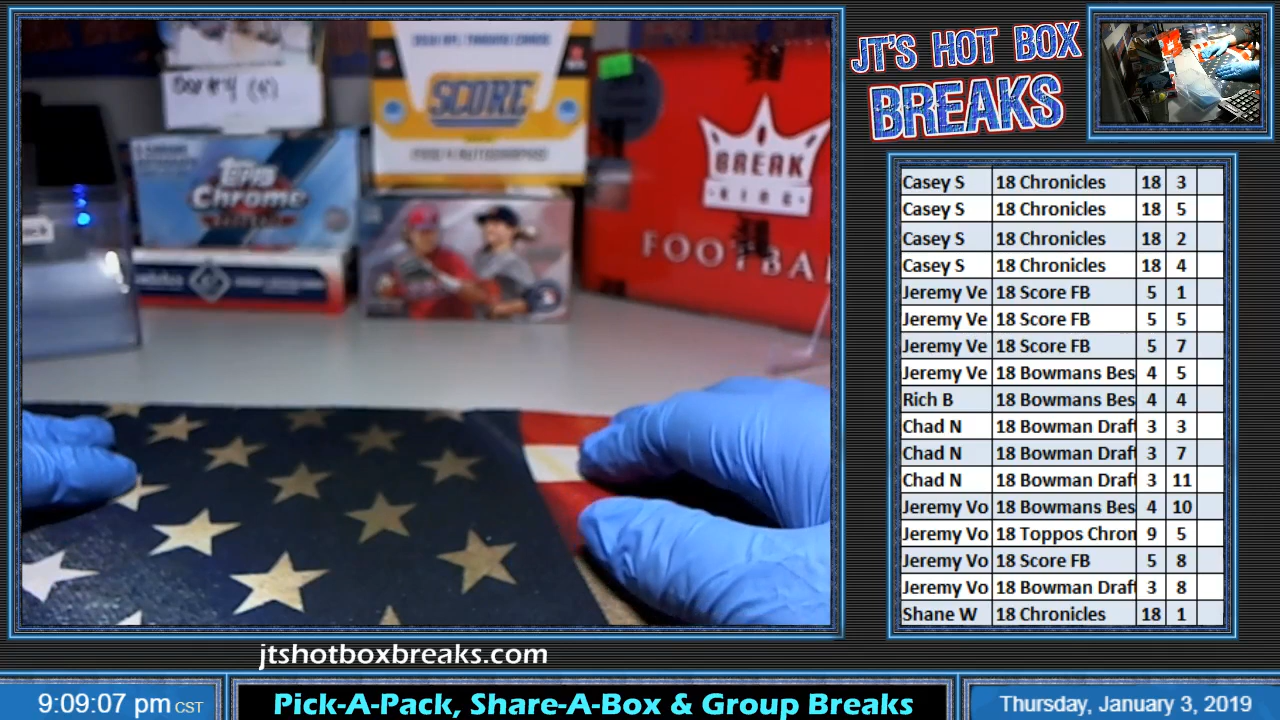 JT'S HOT BOX
BREAKS
SCORE
Topps
Chrome
BREAK
KING
FOOTBA
Casey S 18 Chronicles 18 3
Casey S 18 Chronicles 18 5
Casey S 18 Chronicles 18 2
Casey S 18 Chronicles 18 4
Jeremy Ve 18 Score FB 5 1
Jeremy Ve 18 Score FB 5 5
Jeremy Ve 18 Score FB 5 7
Jeremy Ve 18 Bowmans Bes 4 5
Rich B 18 Bowmans Bes 4 4
Chad N 18 Bowman Draft 3 3
Chad N 18 Bowman Draft 3 7
Chad N 18 Bowman Draft 3 11
Jeremy Vo 18 Bowmans Bes 4 10
Jeremy Vo 18 Toppos Chron 9 5
Jeremy Vo 18 Score FB 5 8
Jeremy Vo 18 Bowman Draft 3 8
Shane W 18 Chronicles 18 1
jtshotboxbreaks.com
9:09:07 pm CST
Pick-A-Pack, Share-A-Box & Group Breaks
Thursday, January 3, 2019